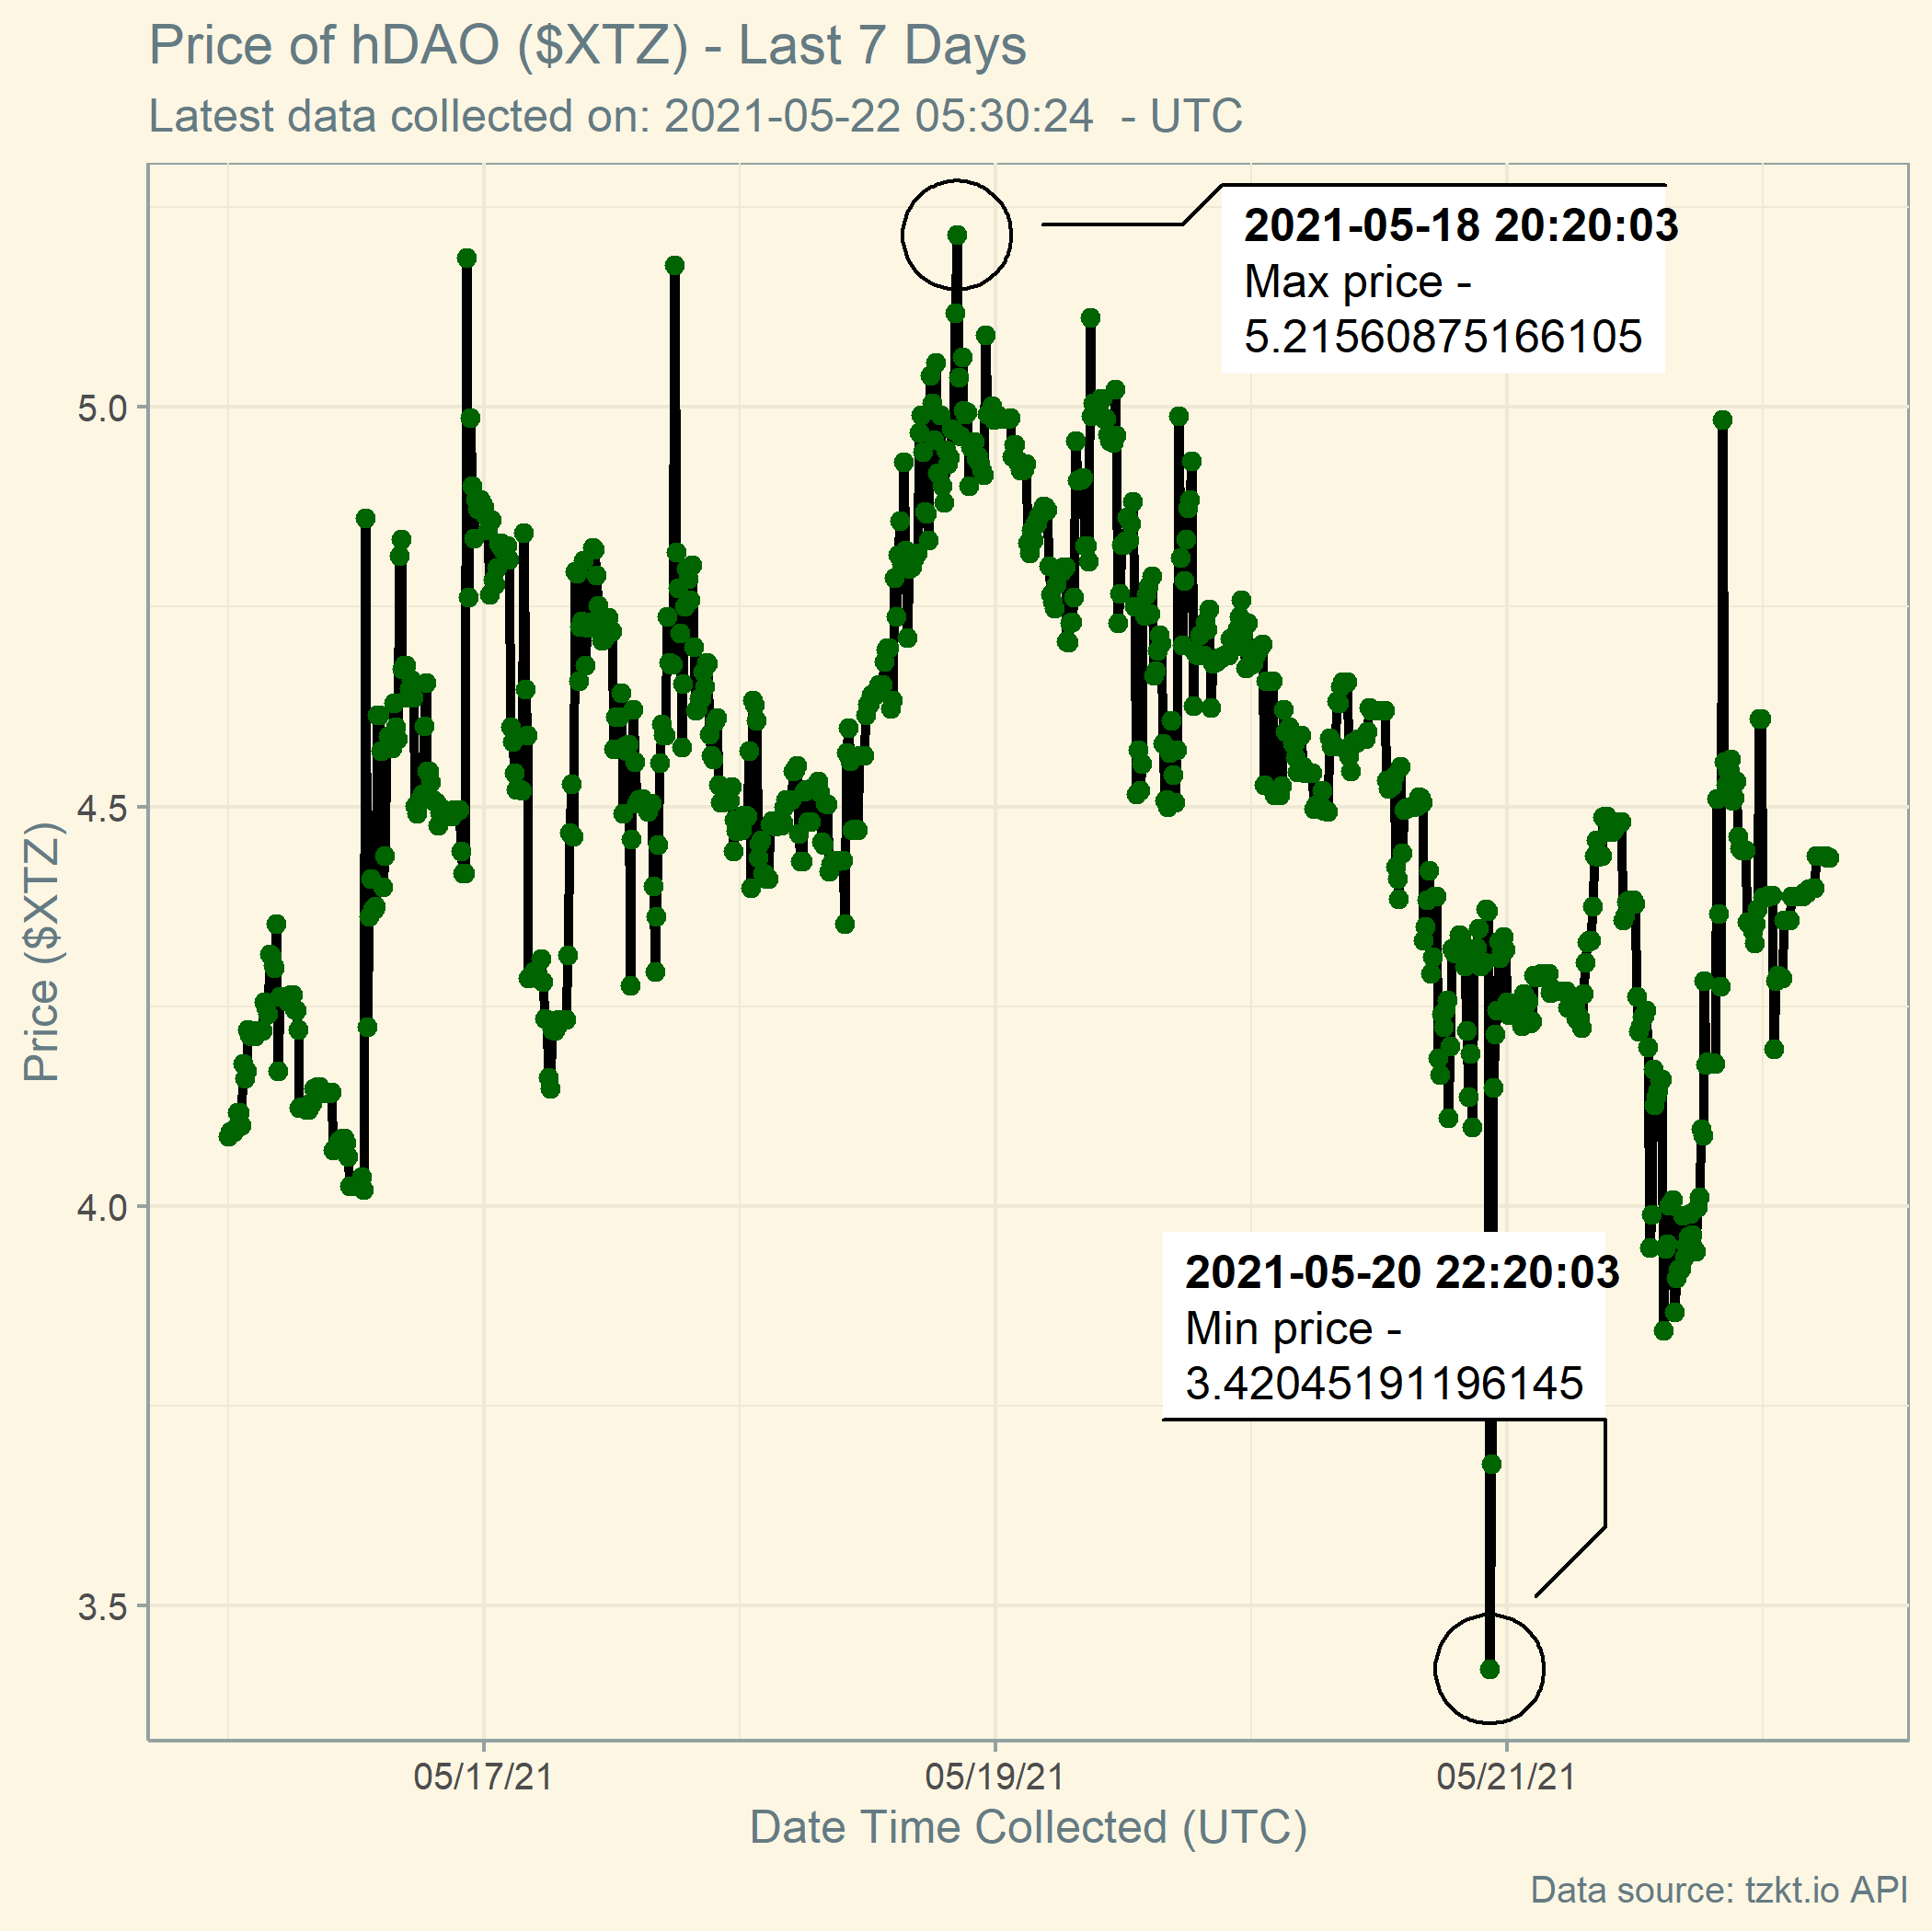 Price of hDAO ($XTZ) - Last 7 Days
Latest data collected on: 2021-05-22 05:30:24  - UTC
2021-05-18 20:20:03
Max price -
5.21560875166105
5.0
4.5
4.0
3.5
Price ($XTZ)
2021-05-20 22:20:03
Min price -
3.42045191196145
05/17/21
05/19/21
05/21/21
Date Time Collected (UTC)
Data source: tzkt.io API